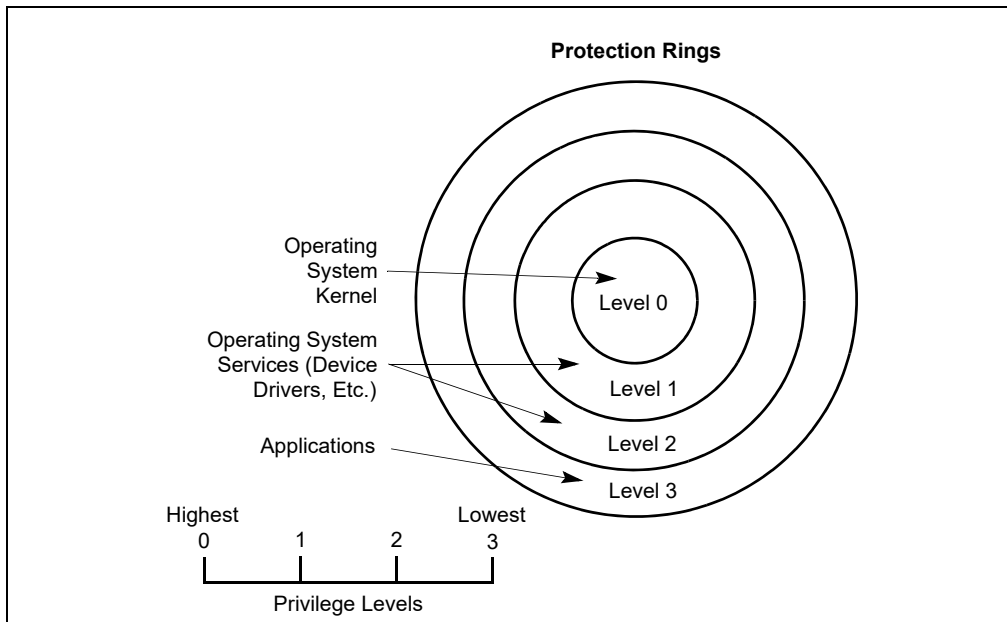 Protection Rings
Operating
System
Kernel
Level 0
Operating System
Services (Device
Drivers, Etc.)
Level 1
Level 2
Applications
Level 3
Highest
Lowest
0
1
2
3
Privilege Levels